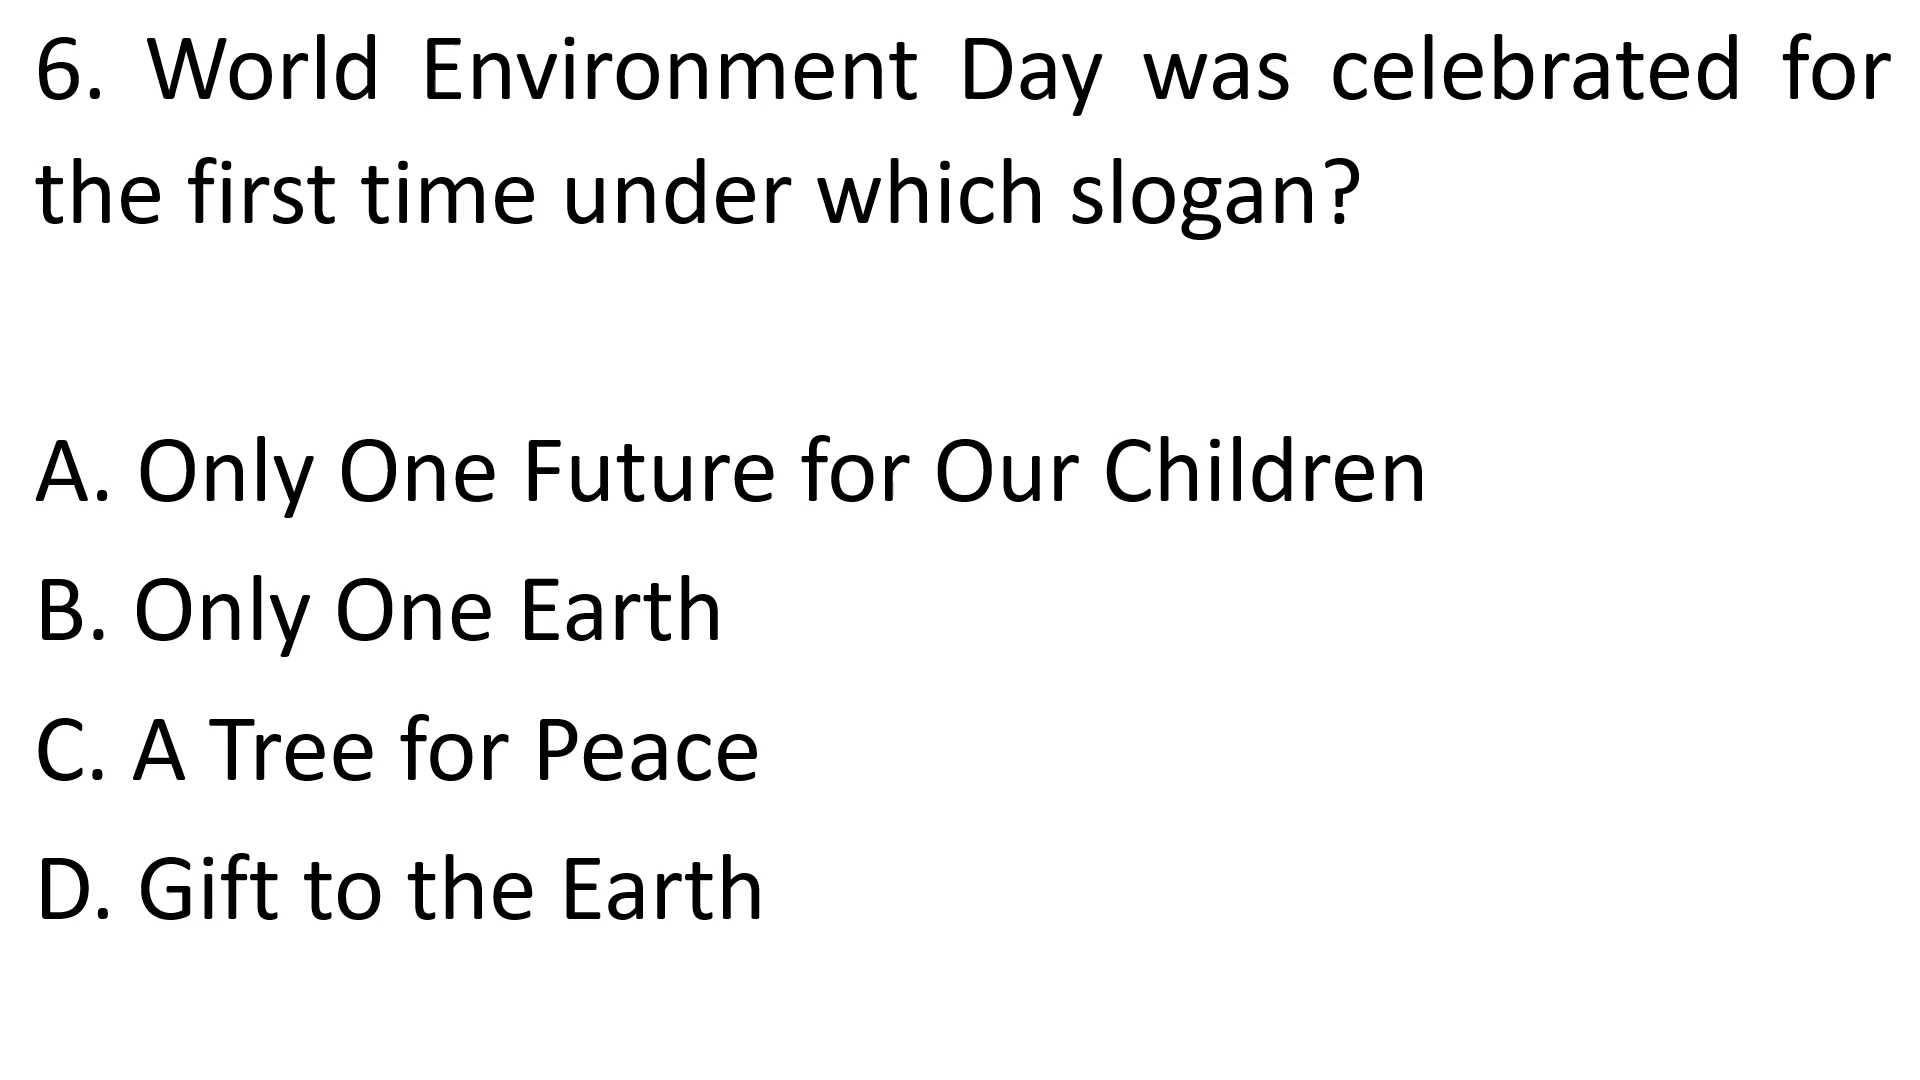 6. World Environment Day was celebrated for
the first time under which slogan?
A. Only One Future for Our Children
B. Only One Earth
C. A Tree for Peace
D. Gift to the Earth